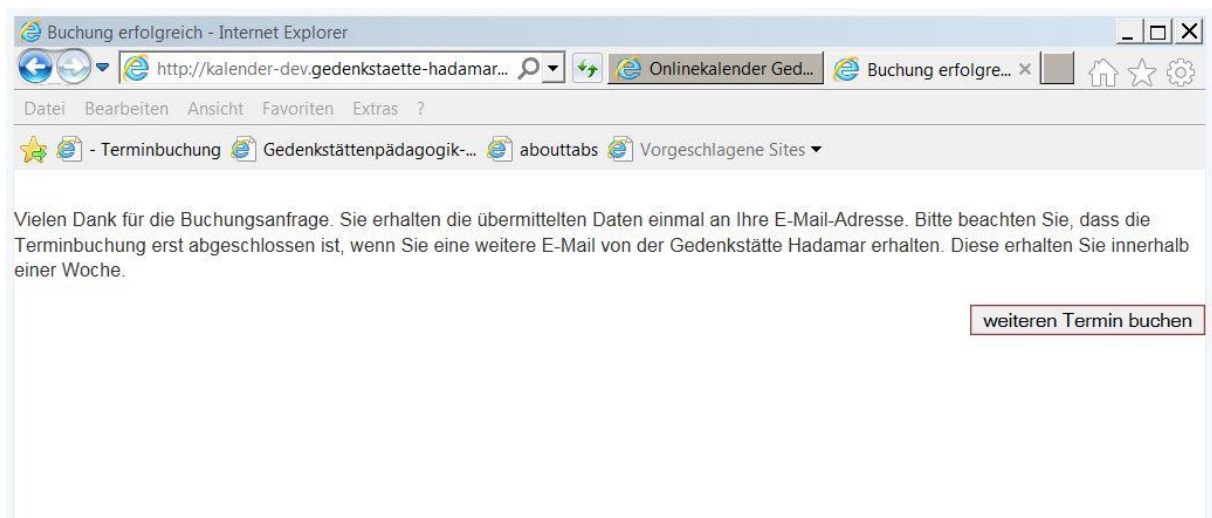 Buchung erfolgreich - Internet Explorer
http://kalender-dev.gedenkstaette-hadamar... Onlinekalender Ged... Buchung erfolgre...
Datei Bearbeiten Ansicht Favoriten Extras ?
- Terminbuchung Gedenkstättenpädagogik-... abouttabs Vorgeschlagene Sites
Vielen Dank für die Buchungsanfrage. Sie erhalten die übermittelten Daten einmal an Ihre E-Mail-Adresse. Bitte beachten Sie, dass die
Terminbuchung erst abgeschlossen ist, wenn Sie eine weitere E-Mail von der Gedenkstätte Hadamar erhalten. Diese erhalten Sie innerhalb
einer Woche.
weiteren Termin buchen